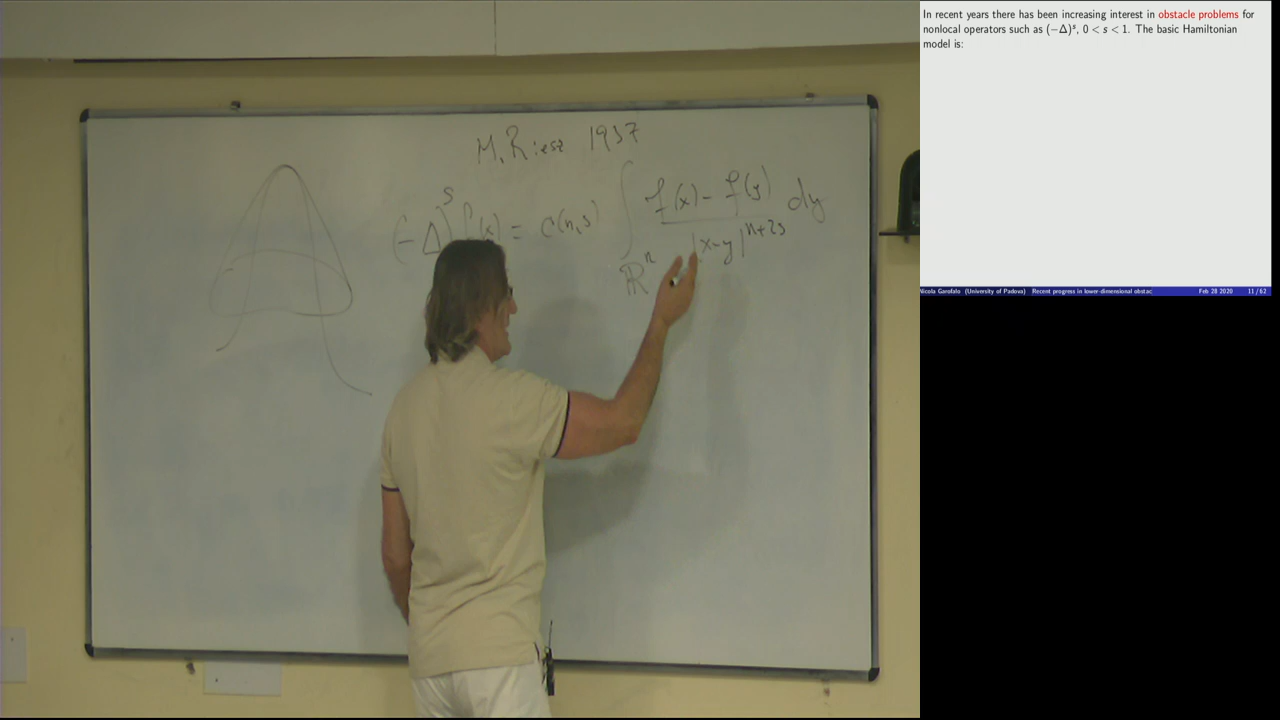 M. Riesz 1937
(-Δ)^s f(x) = c(n,s) ∫_{ℝ^n} \frac{f(x) - f(y)}{|x-y|^{n+2s}} dy
In recent years there has been increasing interest in obstacle problems for
nonlocal operators such as (−Δ)^s, 0 < s < 1. The basic Hamiltonian
model is:
Nicola Garofalo (University of Padova) Recent progress in lower-dimensional obstac Feb 28 2020 11 / 62